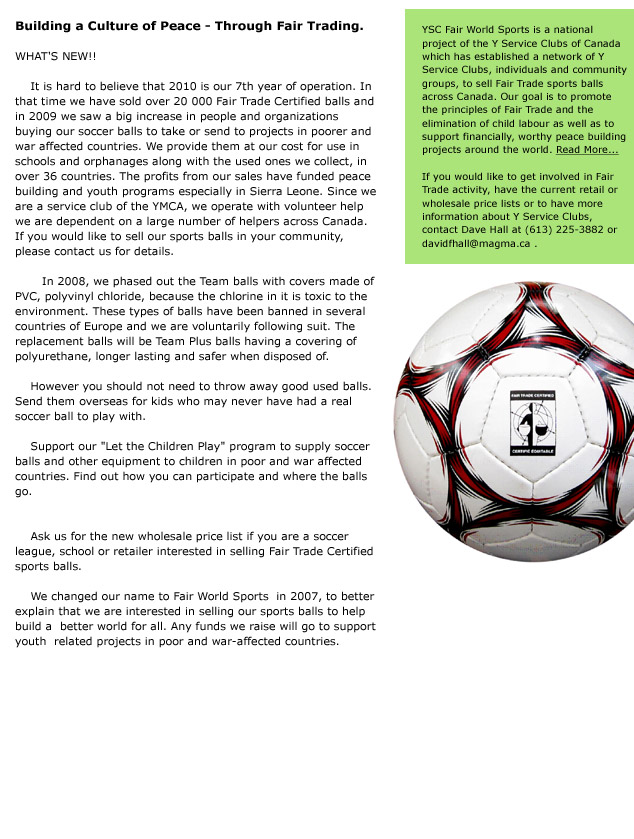 Building a Culture of Peace - Through Fair Trading.
WHAT'S NEW!!
It is hard to believe that 2010 is our 7th year of operation. In
that time we have sold over 20 000 Fair Trade Certified balls and
in 2009 we saw a big increase in people and organizations
buying our soccer balls to take or send to projects in poorer and
war affected countries. We provide them at our cost for use in
schools and orphanages along with the used ones we collect, in
over 36 countries. The profits from our sales have funded peace
building and youth programs especially in Sierra Leone. Since we
are a service club of the YMCA, we operate with volunteer help
we are dependent on a large number of helpers across Canada.
If you would like to sell our sports balls in your community,
please contact us for details.
In 2008, we phased out the Team balls with covers made of
PVC, polyvinyl chloride, because the chlorine in it is toxic to the
environment. These types of balls have been banned in several
countries of Europe and we are voluntarily following suit. The
replacement balls will be Team Plus balls having a covering of
polyurethane, longer lasting and safer when disposed of.
However you should not need to throw away good used balls.
Send them overseas for kids who may never have had a real
soccer ball to play with.
Support our "Let the Children Play" program to supply soccer
balls and other equipment to children in poor and war affected
countries. Find out how you can participate and where the balls
go.
Ask us for the new wholesale price list if you are a soccer
league, school or retailer interested in selling Fair Trade Certified
sports balls.
We changed our name to Fair World Sports in 2007, to better
explain that we are interested in selling our sports balls to help
build a better world for all. Any funds we raise will go to support
youth related projects in poor and war-affected countries.
YSC Fair World Sports is a national
project of the Y Service Clubs of Canada
which has established a network of Y
Service Clubs, individuals and community
groups, to sell Fair Trade sports balls
across Canada. Our goal is to promote
the principles of Fair Trade and the
elimination of child labour as well as to
support financially, worthy peace building
projects around the world. Read More...
If you would like to get involved in Fair
Trade activity, have the current retail or
wholesale price lists or to have more
information about Y Service Clubs,
contact Dave Hall at (613) 225-3882 or
davidfhall@magma.ca .
FAIR TRADE CERTIFIED
CERTIFIÉ ÉQUITABLE